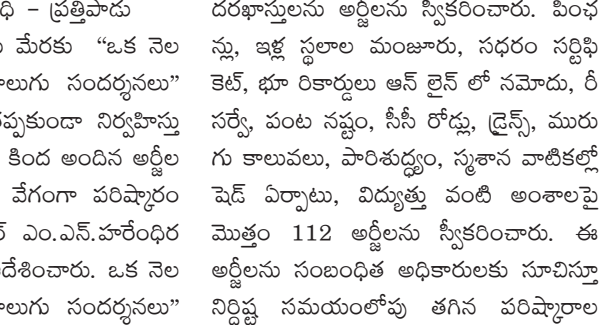 ధి - ప్రత్తిపాడు
మేరకు “ఒక నెల
లుగు సందర్శనలు”
ప్పకుండా నిర్వహిస్తు
కింద అందిన అర్జీల
వేగంగా పరిష్కారం
ఎం.ఎన్.హరేంధిర
దేశించారు. ఒక నెల
లుగు సందర్శనలు”
దరఖాస్తులను అర్జీలను స్వీకరించారు. పింఛ
న్లు, ఇళ్ల స్థలాల మంజూరు, సధరం సర్టిఫి
కెట్, భూ రికార్డులు ఆన్ లైన్ లో నమోదు, రీ
సర్వే, పంట నష్టం, సీసీ రోడ్లు, డ్రైన్స్, మురు
గు కాలువలు, పారిశుద్ధ్యం, స్మశాన వాటికల్లో
షెడ్ ఏర్పాటు, విద్యుత్తు వంటి అంశాలపై
మొత్తం 112 అర్జీలను స్వీకరించారు. ఈ
అర్జీలను సంబంధిత అధికారులకు సూచిస్తూ
నిర్దిష్ట సమయంలోపు తగిన పరిష్కారాల